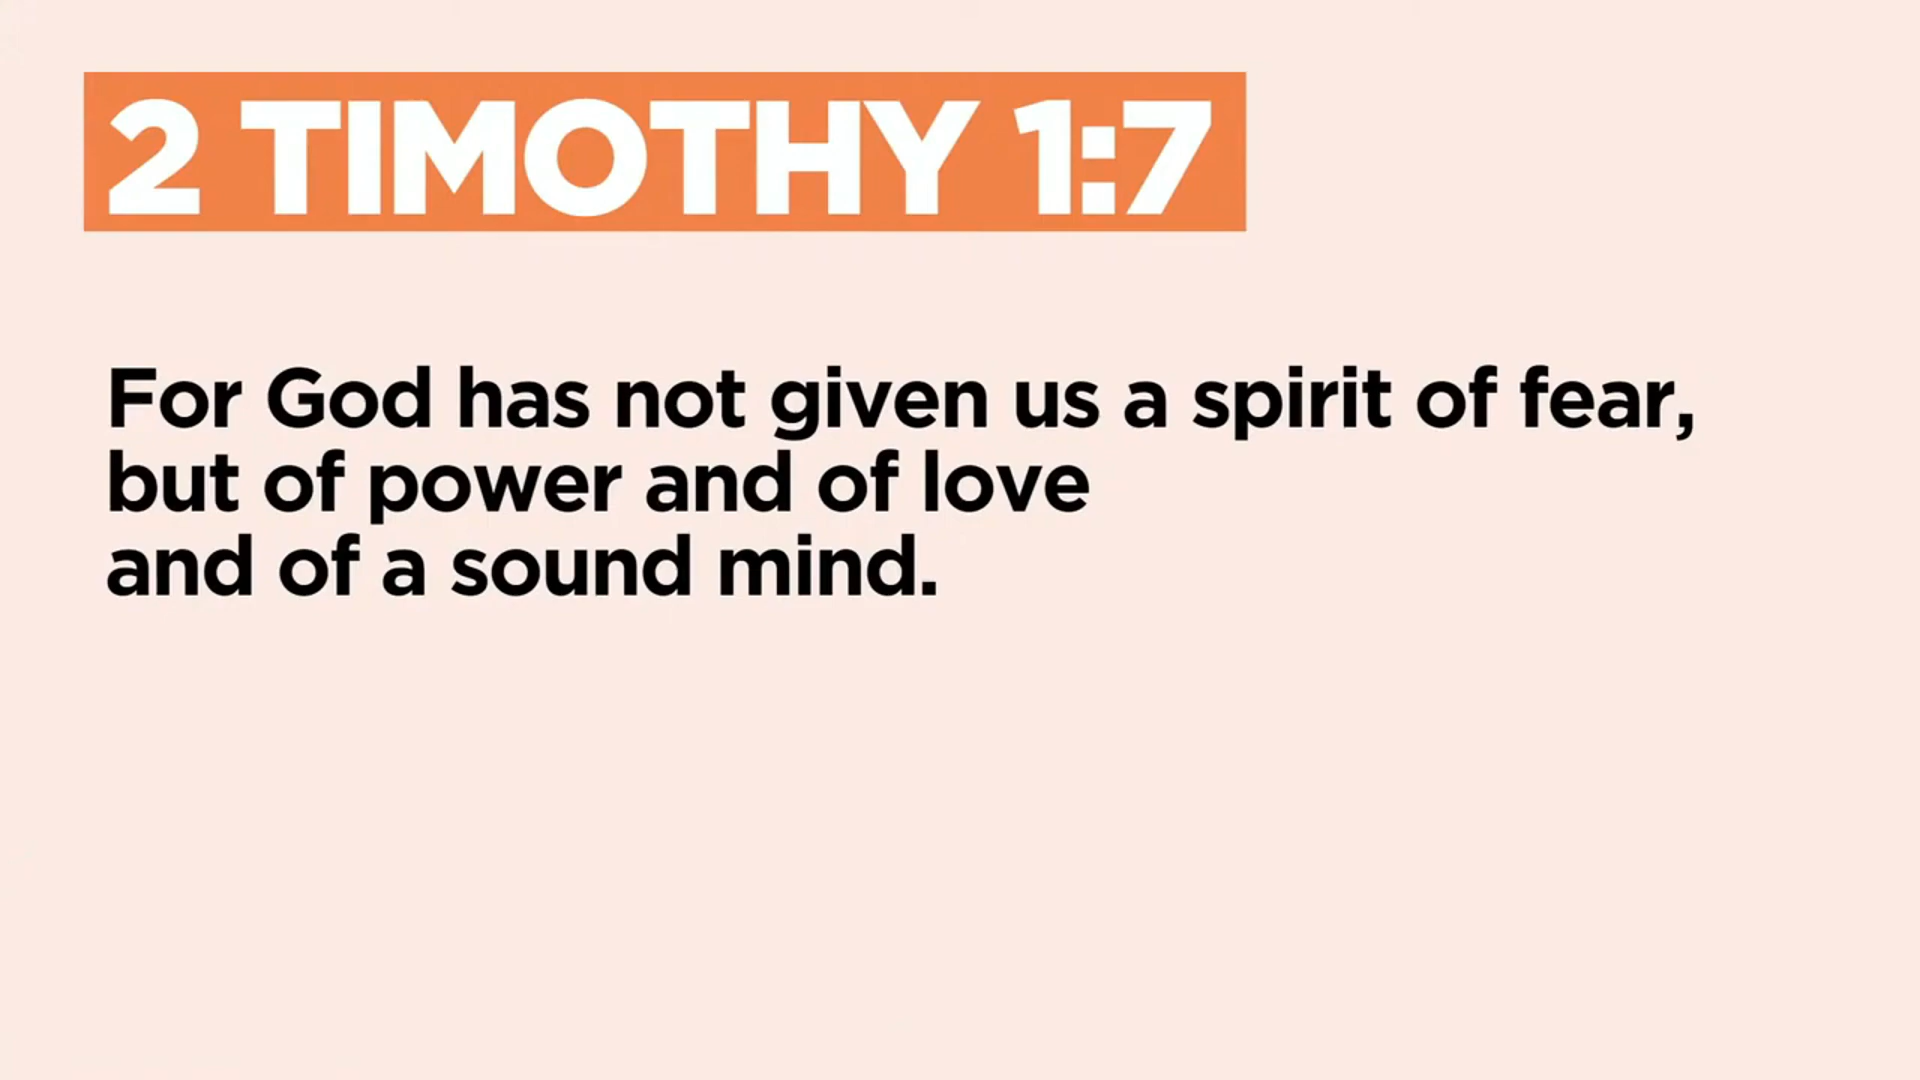 2 TIMOTHY 1:7
For God has not given us a spirit of fear,
but of power and of love
and of a sound mind.